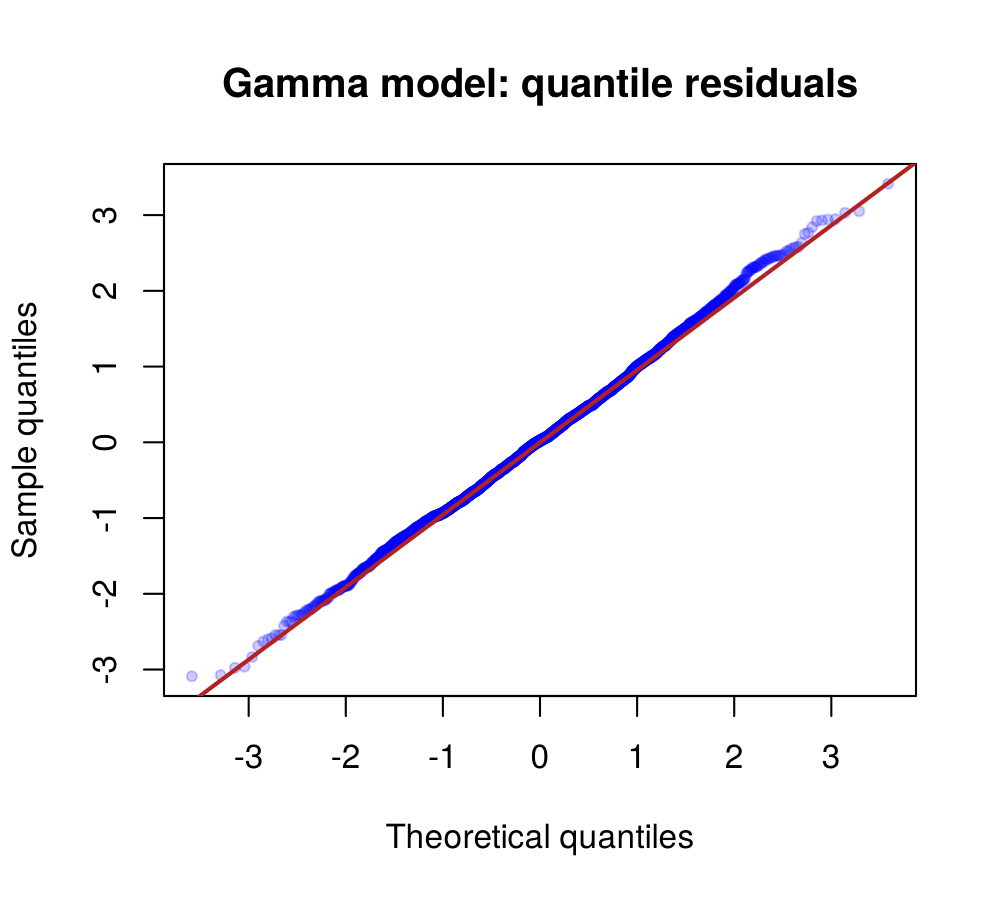 Gamma model: quantile residuals
Sample quantiles
3
2
1
0
-1
-2
-3
-3 -2 -1 0 1 2 3
Theoretical quantiles